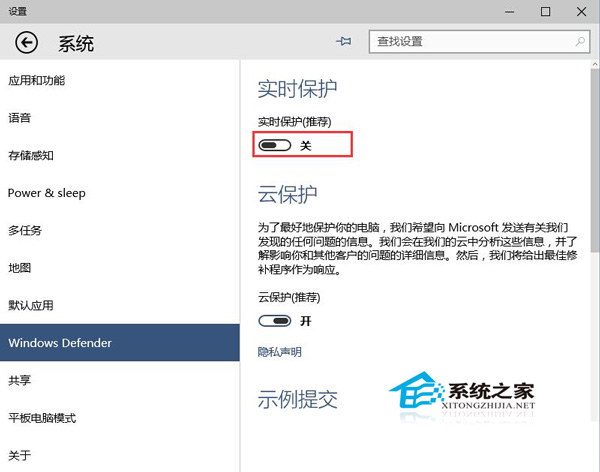 设置
系统
查找设置
应用和功能
语音
存储感知
Power & sleep
多任务
地图
默认应用
Windows Defender
共享
平板电脑模式
关于
实时保护
实时保护(推荐)
关
云保护
为了最好地保护你的电脑，我们希望向 Microsoft 发送有关我们
发现的任何问题的信息。我们会在我们的云中分析这些信息，并了
解影响你和其他客户的问题的详细信息。然后，我们将给出最佳修
补程序作为响应。
云保护(推荐)
开
隐私声明
示例提交
系统之家
XITONGZHIJIA.NET